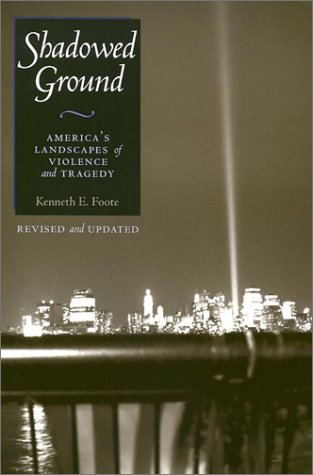 Shadowed
Ground
AMERICA'S
LANDSCAPES of
VIOLENCE
and TRAGEDY
Kenneth E. Foote
REVISED and UPDATED